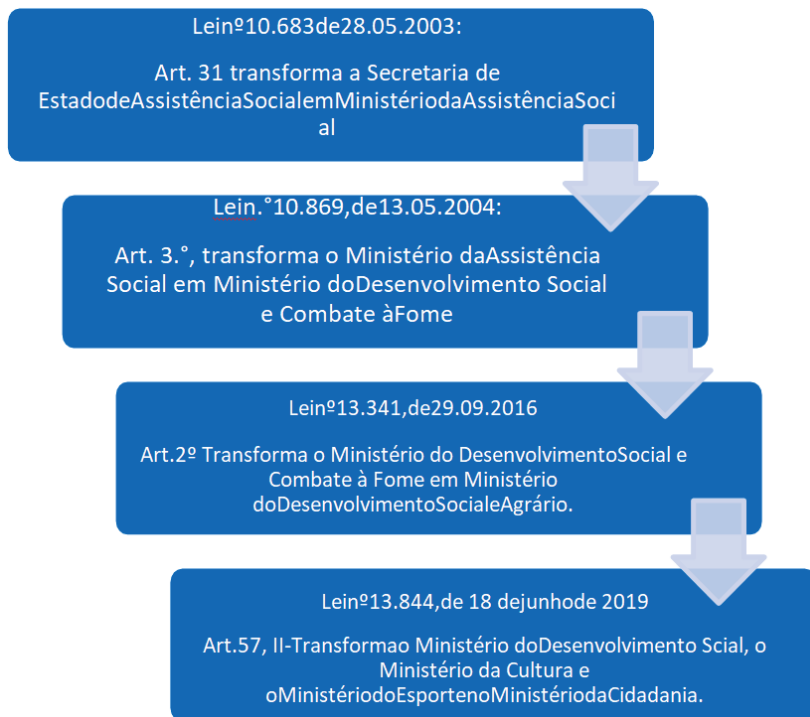 Leinº10.683de28.05.2003:
Art. 31 transforma a Secretaria de
EstadodeAssistênciaSocialemMinistériodaAssistênciaSoci
al
Lein.°10.869,de13.05.2004:
Art. 3.°, transforma o Ministério daAssistência
Social em Ministério doDesenvolvimento Social
e Combate àFome
Leinº13.341,de29.09.2016
Art.2º Transforma o Ministério do DesenvolvimentoSocial e
Combate à Fome em Ministério
doDesenvolvimentoSocialeAgrário.
Leinº13.844,de 18 dejunhode 2019
Art.57, II-Transformao Ministério doDesenvolvimento Scial, o
Ministério da Cultura e
oMinistériodoEsportenoMinistériodaCidadania.